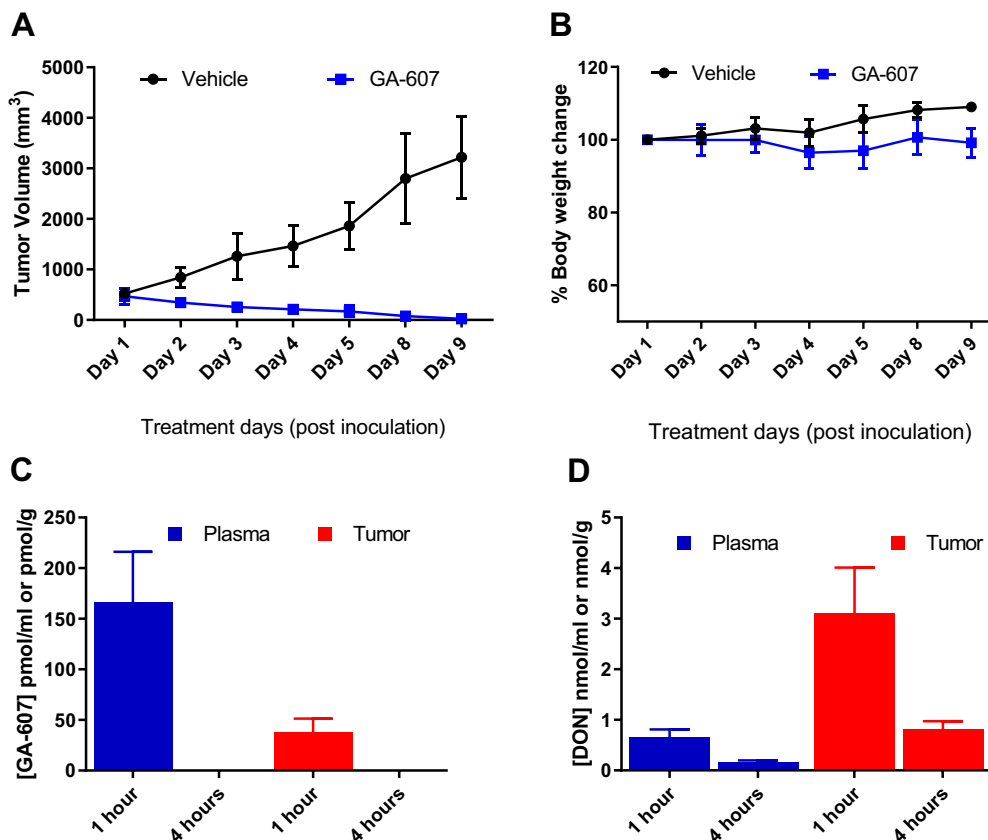 A
Vehicle GA-607
Tumor Volume (mm³)
5000
4000
3000
2000
1000
0
Day 1 Day 2 Day 3 Day 4 Day 5 Day 8 Day 9
Treatment days (post inoculation)
B
Vehicle GA-607
% Body weight change
120
100
80
60
Day 1 Day 2 Day 3 Day 4 Day 5 Day 8 Day 9
Treatment days (post inoculation)
C
Plasma Tumor
[GA-607] pmol/ml or pmol/g
250
200
150
100
50
0
1 hour 4 hours 1 hour 4 hours
D
Plasma Tumor
[DON] nmol/ml or nmol/g
5
4
3
2
1
0
1 hour 4 hours 1 hour 4 hours